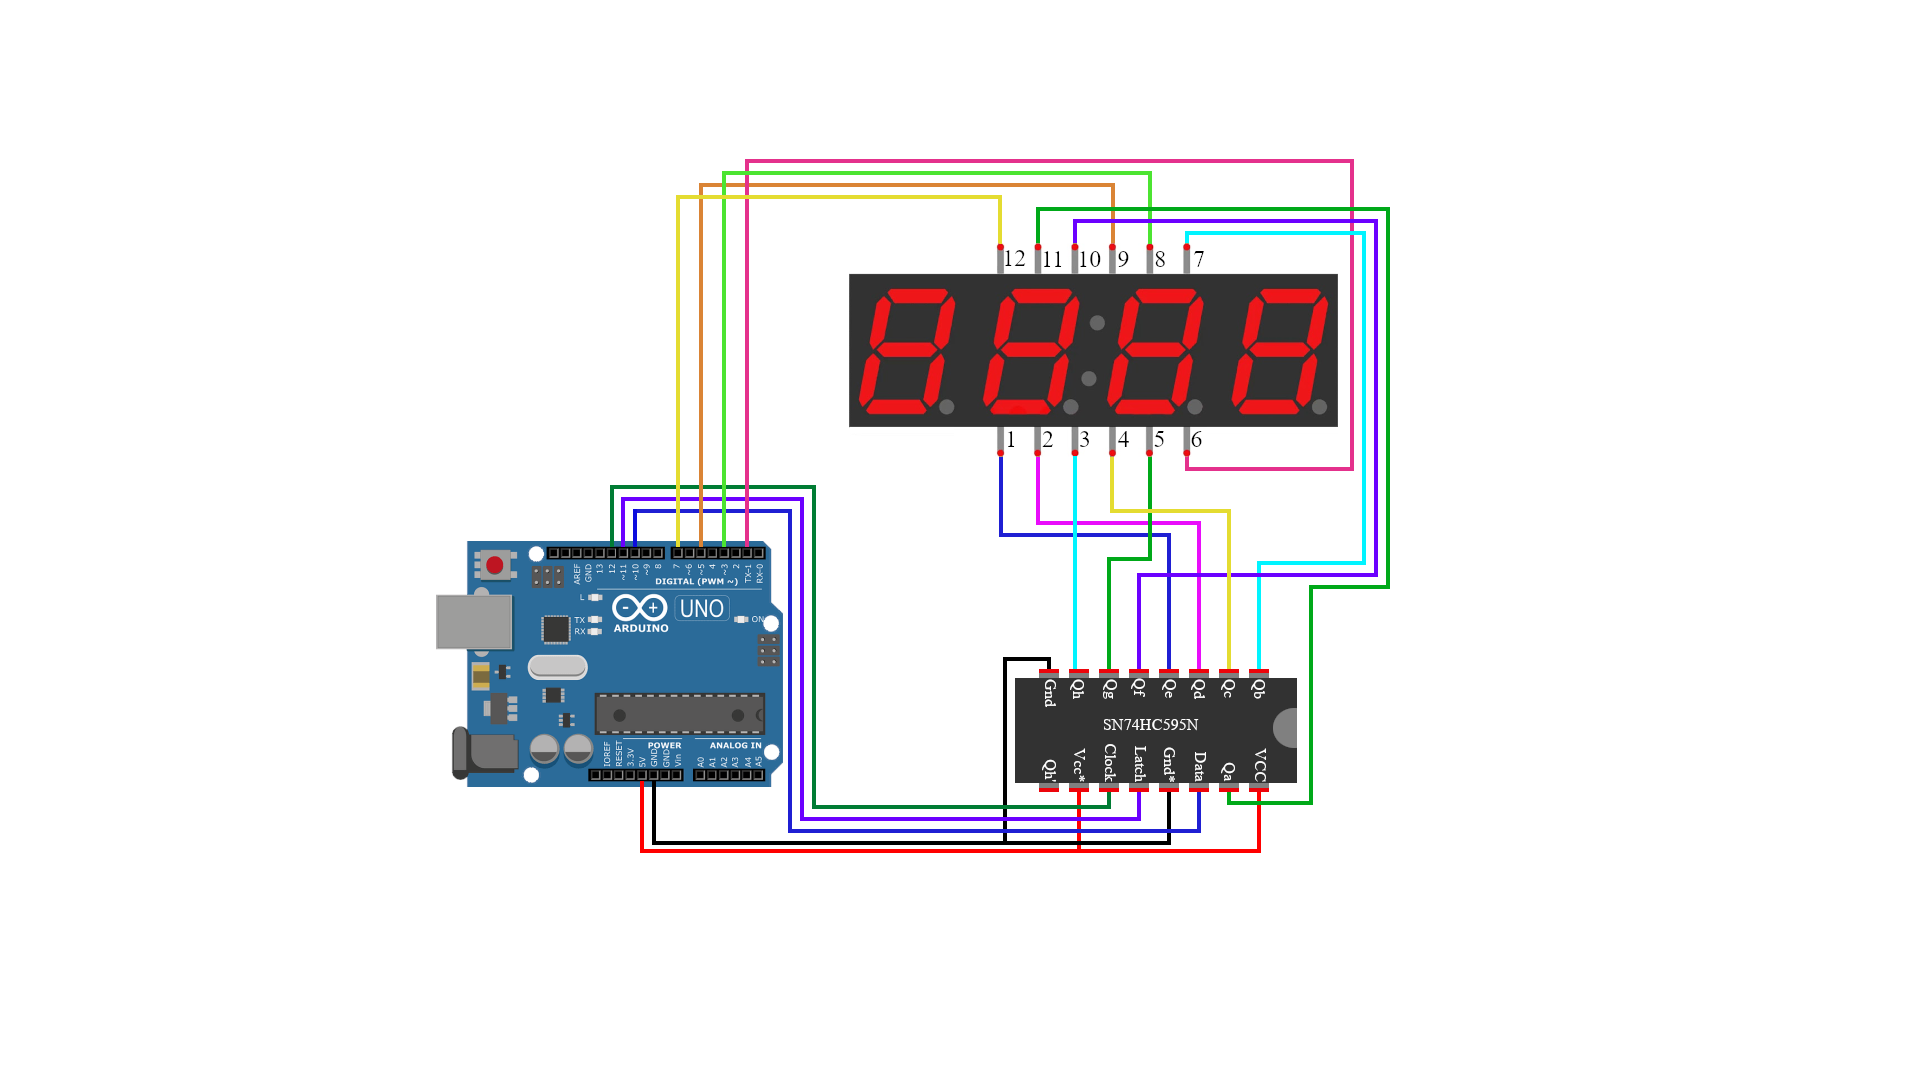 12 11 10 9 8 7
1 2 3 4 5 6
AREF GND 13 12 ~11 ~10 ~9 8 7 ~6 ~5 4 ~3 2 TX→1 RX←0
DIGITAL (PWM ~)
L
TX
RX
- +
UNO
ARDUINO
ON
Gnd Qh Qg Qf Qe Qd Qc Qb
SN74HC595N
Qh' Vcc* Clock Latch Gnd* Data Qa VCC
POWER ANALOG IN
IOREF RESET 3.3V 5V GND GND Vin A0 A1 A2 A3 A4 A5